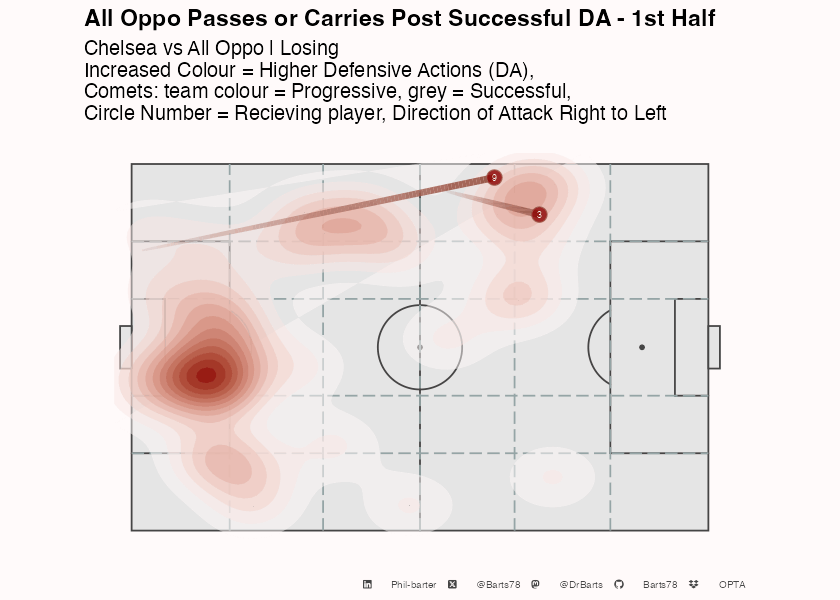 All Oppo Passes or Carries Post Successful DA - 1st Half
Chelsea vs All Oppo | Losing
Increased Colour = Higher Defensive Actions (DA),
Comets: team colour = Progressive, grey = Successful,
Circle Number = Recieving player, Direction of Attack Right to Left
9
3
Phil-barter @Barts78 @DrBarts Barts78 OPTA